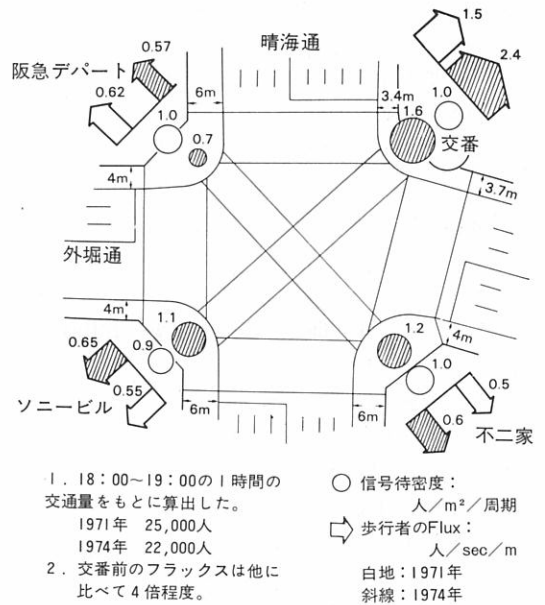 晴海通
1.5
2.4
0.57
阪急デパート
0.62
6m
1.0
0.7
3.4m
1.6
1.0
交番
4m
3.7m
外堀通
4m
1.1
0.65
0.9
0.55
ソニービル
6m
1.2
4m
1.0
0.5
0.6
6m
不二家
1. 18:00～19:00の1時間の
交通量をもとに算出した。
1971年 25,000人
1974年 22,000人
2. 交番前のフラックスは他に
比べて4倍程度。
信号待密度：
人／m²／周期
歩行者のFlux：
人／sec／m
白地：1971年
斜線：1974年